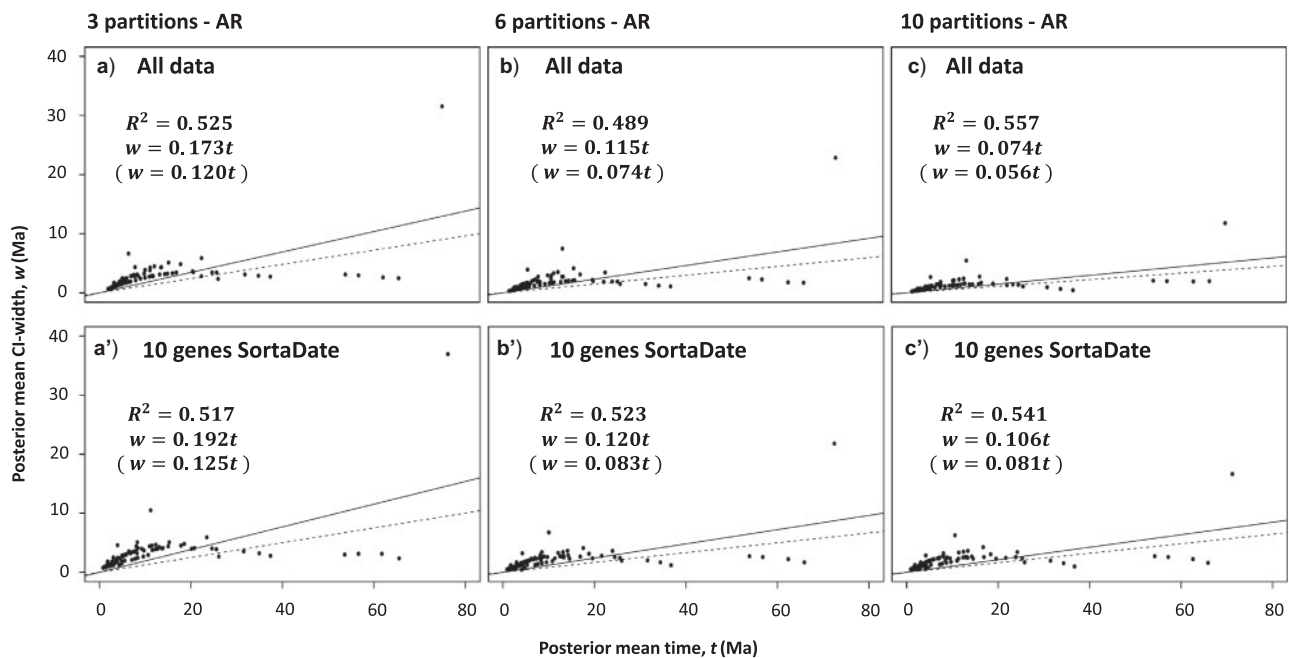 3 partitions - AR
6 partitions - AR
10 partitions - AR
Posterior mean CI-width, w (Ma)
40
30
20
10
0
a) All data
R² = 0.525
w = 0.173t
( w = 0.120t )
b) All data
R² = 0.489
w = 0.115t
( w = 0.074t )
c) All data
R² = 0.557
w = 0.074t
( w = 0.056t )
40
30
20
10
0
a') 10 genes SortaDate
R² = 0.517
w = 0.192t
( w = 0.125t )
b') 10 genes SortaDate
R² = 0.523
w = 0.120t
( w = 0.083t )
c') 10 genes SortaDate
R² = 0.541
w = 0.106t
( w = 0.081t )
0 20 40 60 80
0 20 40 60 80
0 20 40 60 80
Posterior mean time, t (Ma)